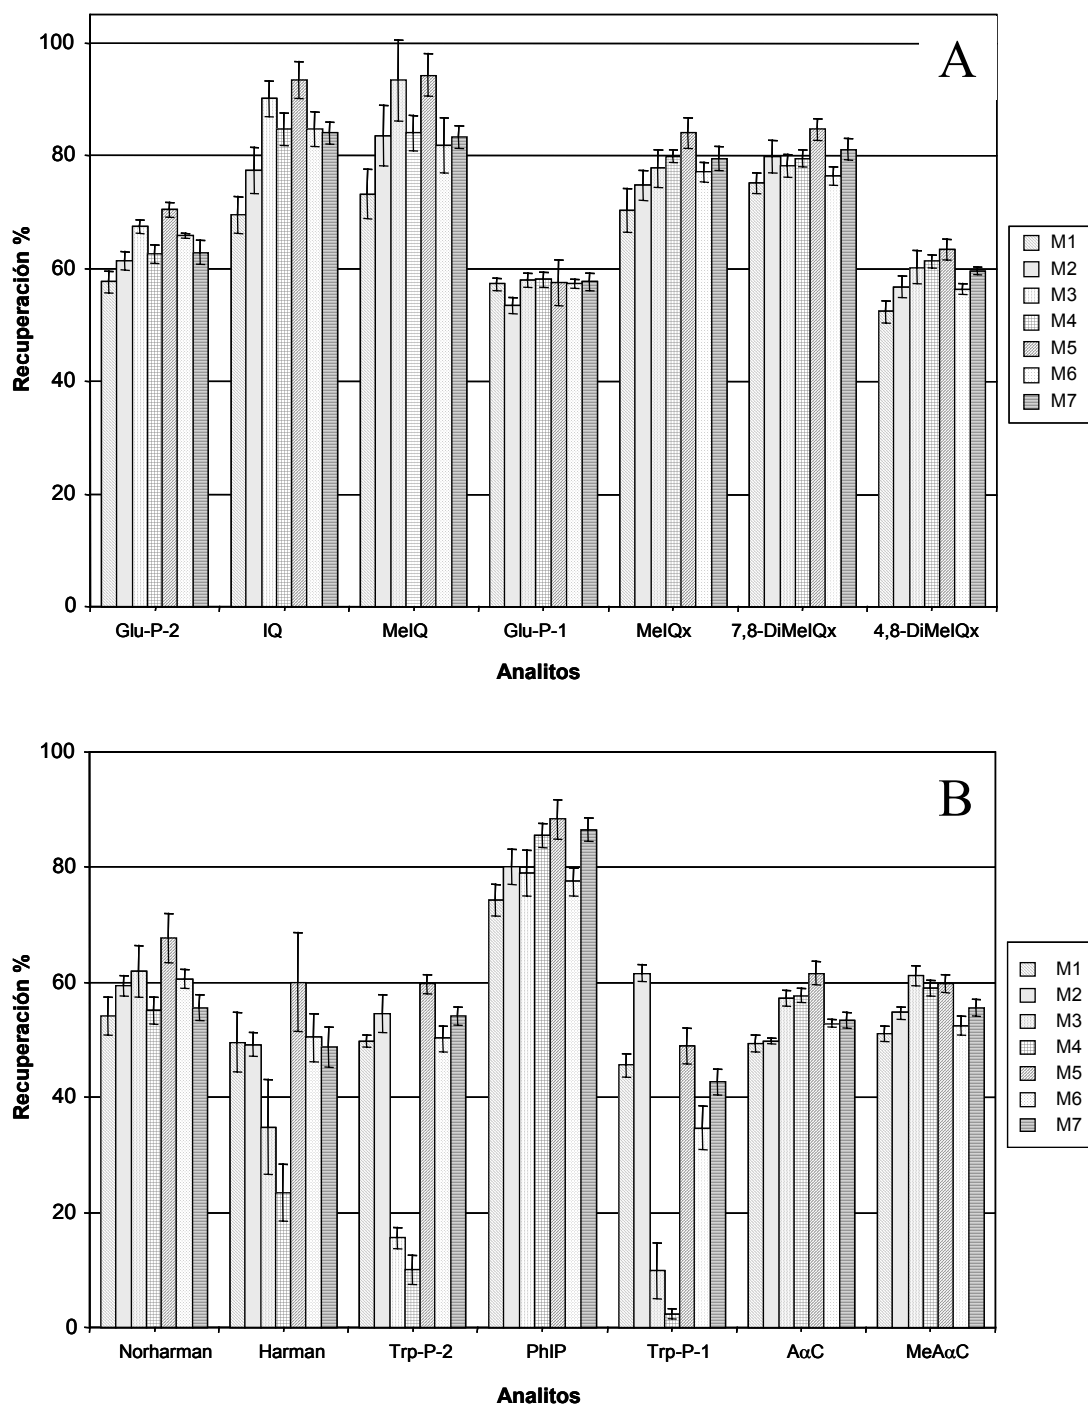 A
100
80
60
40
20
0
Recuperación %
Glu-P-2 IQ MeIQ Glu-P-1 MeIQx 7,8-DiMeIQx 4,8-DiMeIQx
Analitos
M1
M2
M3
M4
M5
M6
M7
B
100
80
60
40
20
0
Recuperación %
Norharman Harman Trp-P-2 PhIP Trp-P-1 AαC MeAαC
Analitos
M1
M2
M3
M4
M5
M6
M7